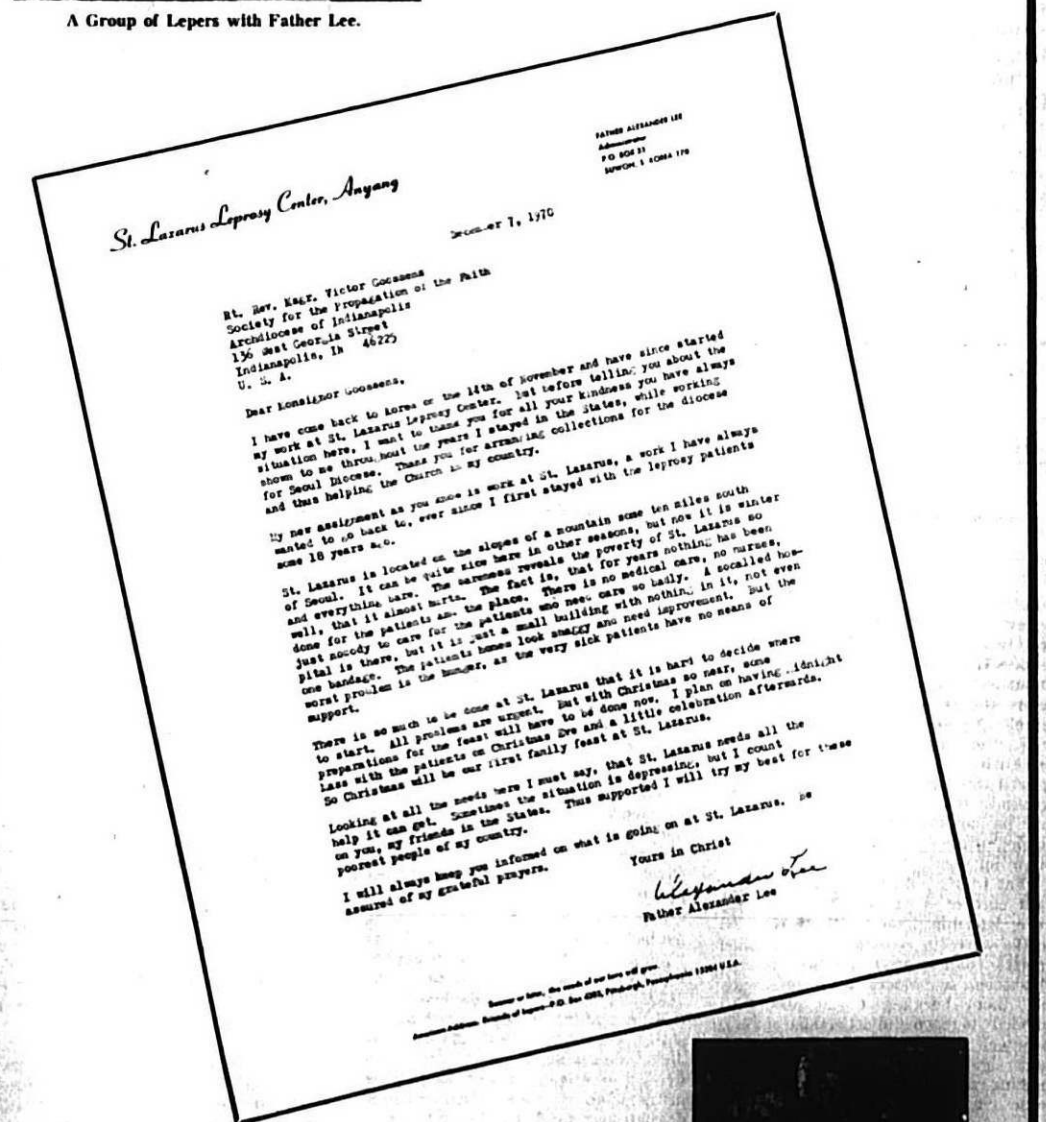 A Group of Lepers with Father Lee.
FATHER ALEXANDER LEE
Administrator
P O BOX 31
SUWON, S KOREA 170
St. Lazarus Leprosy Center, Anyang
December 7, 1970
Rt. Rev. Msgr. Victor Goossens
Society for the Propagation of the Faith
Archdiocese of Indianapolis
136 West Georgia Street
Indianapolis, In 46225
U. S. A.
Dear Monsignor Goossens,
I have come back to Korea on the 14th of November and have since started
my work at St. Lazarus Leprosy Center. But before telling you about the
situation here, I want to thank you for all your kindness you have always
shown to me throughout the years I stayed in the States, while working
for Seoul Diocese. Thank you for arranging collections for the diocese
and thus helping the Church in my country.
My new assignment as you know is work at St. Lazarus, a work I have always
wanted to go back to, ever since I first stayed with the leprosy patients
some 18 years ago.
St. Lazarus is located on the slopes of a mountain some ten miles south
of Seoul. It can be quite nice here in other seasons, but now it is winter
and everything bare. The bareness reveals the poverty of St. Lazarus so
well, that it almost hurts. The fact is, that for years nothing has been
done for the patients and the place. There is no medical care, no nurses,
just nobody to care for the patients who need care so badly. A socalled hos-
pital is there, but it is just a small building with nothing in it, not even
one bandage. The patients homes look shaggy and need improvement. But the
worst problem is the hunger, as the very sick patients have no means of
support.
There is so much to be done at St. Lazarus that it is hard to decide where
to start. All problems are urgent. But with Christmas so near, some
preparations for the feast will have to be done now. I plan on having Midnight
Mass with the patients on Christmas Eve and a little celebration afterwards.
So Christmas will be our first family feast at St. Lazarus.
Looking at all the needs here I must say, that St. Lazarus needs all the
help it can get. Sometimes the situation is depressing, but I count
on you, my friends in the States. Thus supported I will try my best for these
poorest people of my country.
I will always keep you informed on what is going on at St. Lazarus. Be
assured of my grateful prayers.
Yours in Christ
Alexander Lee
Father Alexander Lee
Sooner or later, the seeds of our love will grow.
American Address: Friends of Lepers—P.O. Box Pittsburgh, Pennsylvania U.S.A.